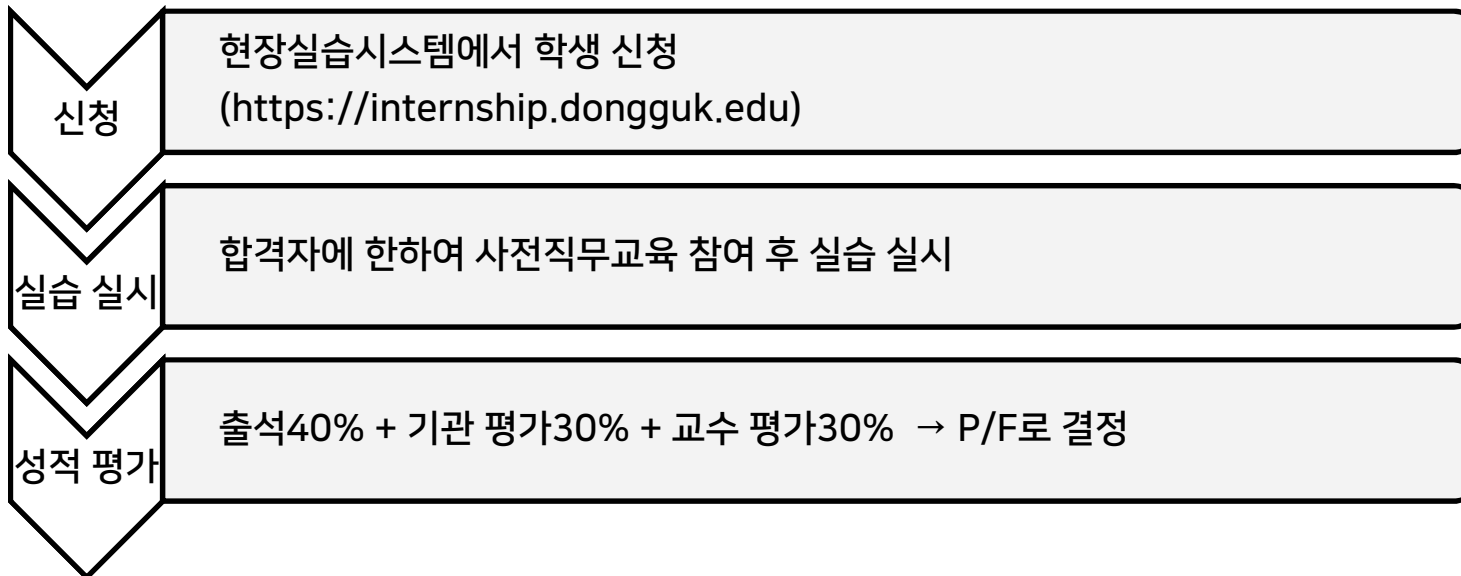 신청
현장실습시스템에서 학생 신청
(https://internship.dongguk.edu)
실습 실시
합격자에 한하여 사전직무교육 참여 후 실습 실시
성적 평가
출석40% + 기관 평가30% + 교수 평가30% → P/F로 결정